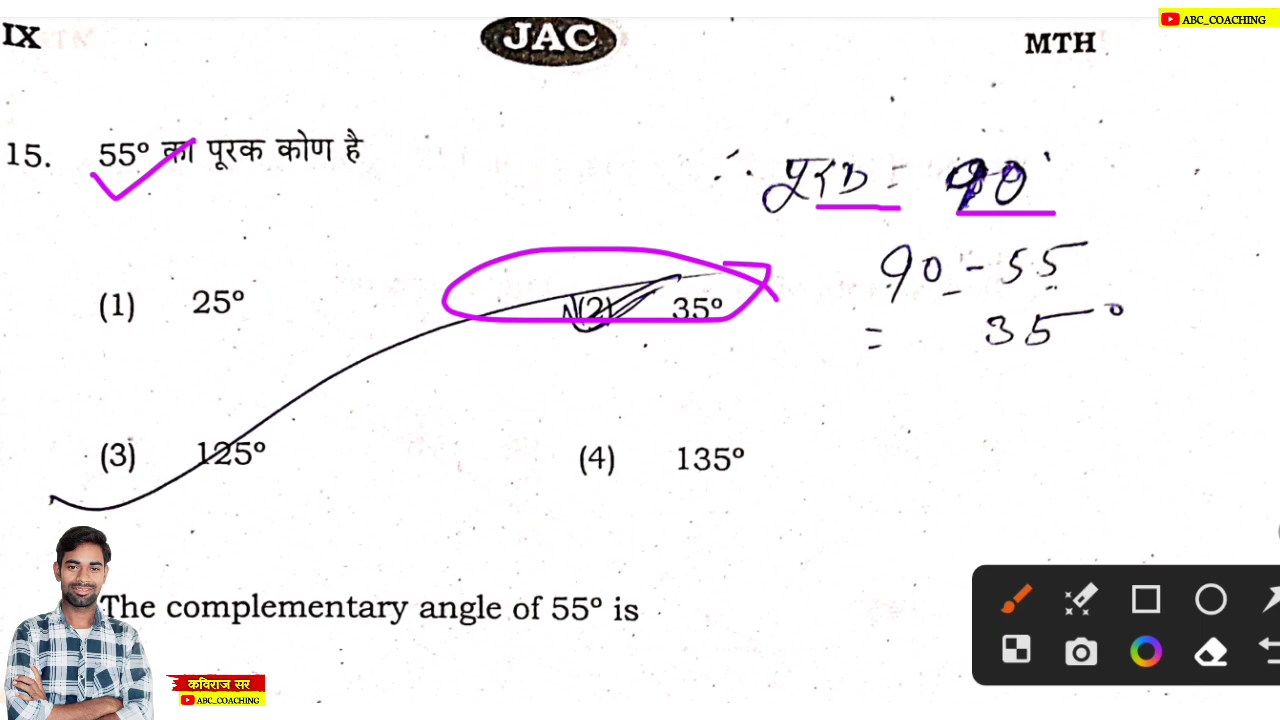 ABC_COACHING
IX JAC MTH
15. 55° का पूरक कोण है
∴ पूरक = 90°
90 - 55
= 35°
(1) 25° (2) 35°
(3) 125° (4) 135°
The complementary angle of 55° is
कविराज सर
ABC_COACHING